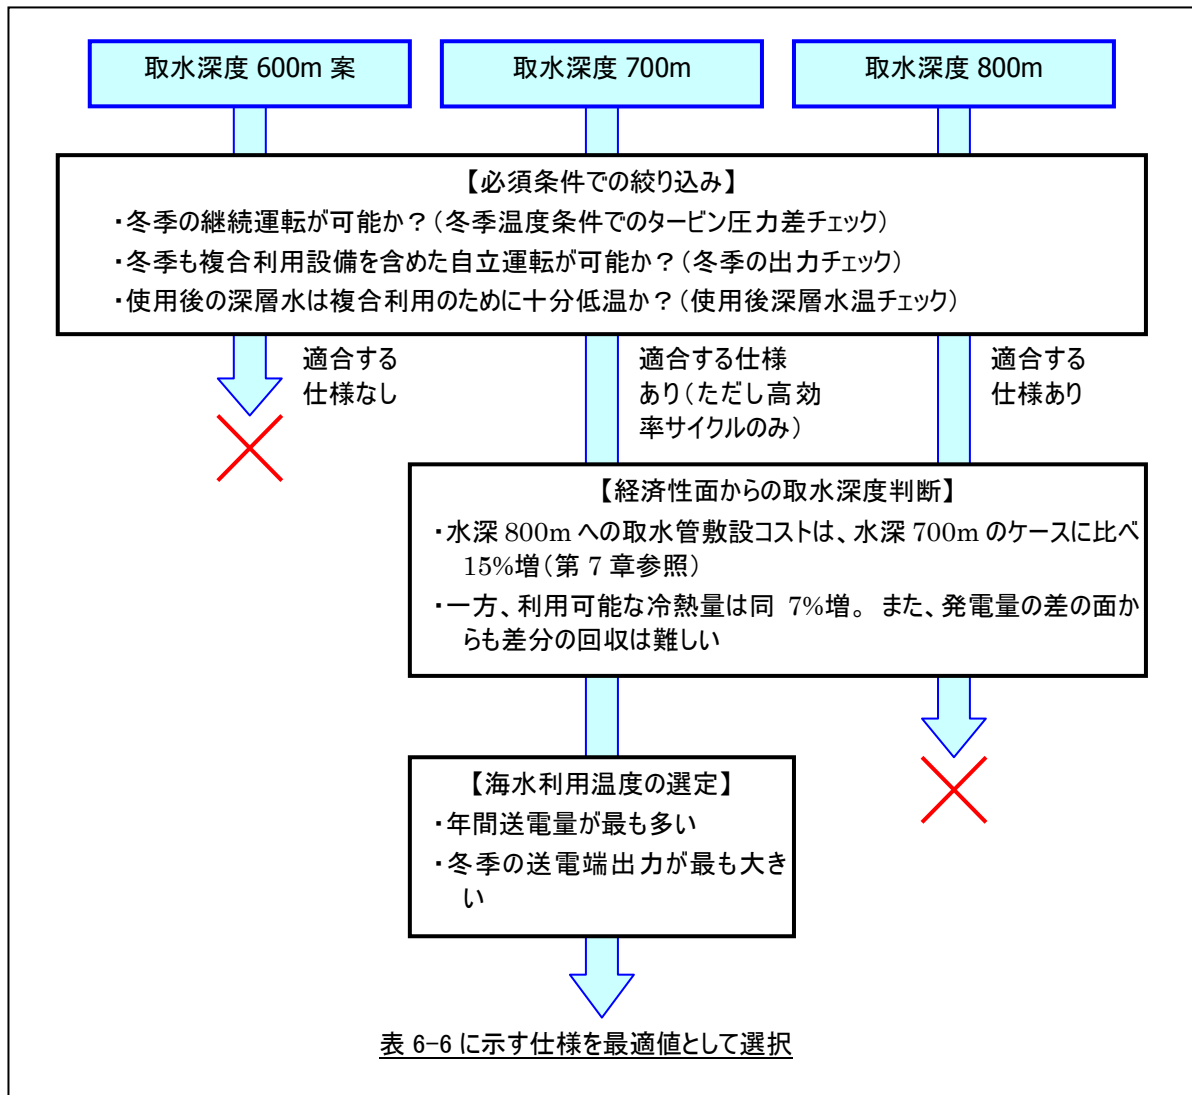 取水深度 600m 案
取水深度 700m
取水深度 800m
【必須条件での絞り込み】
・冬季の継続運転が可能か？（冬季温度条件でのタービン圧力差チェック）
・冬季も複合利用設備を含めた自立運転が可能か？（冬季の出力チェック）
・使用後の深層水は複合利用のために十分低温か？（使用後深層水温チェック）
適合する
仕様なし
適合する仕様
あり（ただし高効
率サイクルのみ）
適合する
仕様あり
【経済性面からの取水深度判断】
・水深 800m への取水管敷設コストは、水深 700m のケースに比べ
15%増（第 7 章参照）
・一方、利用可能な冷熱量は同 7%増。 また、発電量の差の面か
らも差分の回収は難しい
【海水利用温度の選定】
・年間送電量が最も多い
・冬季の送電端出力が最も大き
い
表 6-6 に示す仕様を最適値として選択